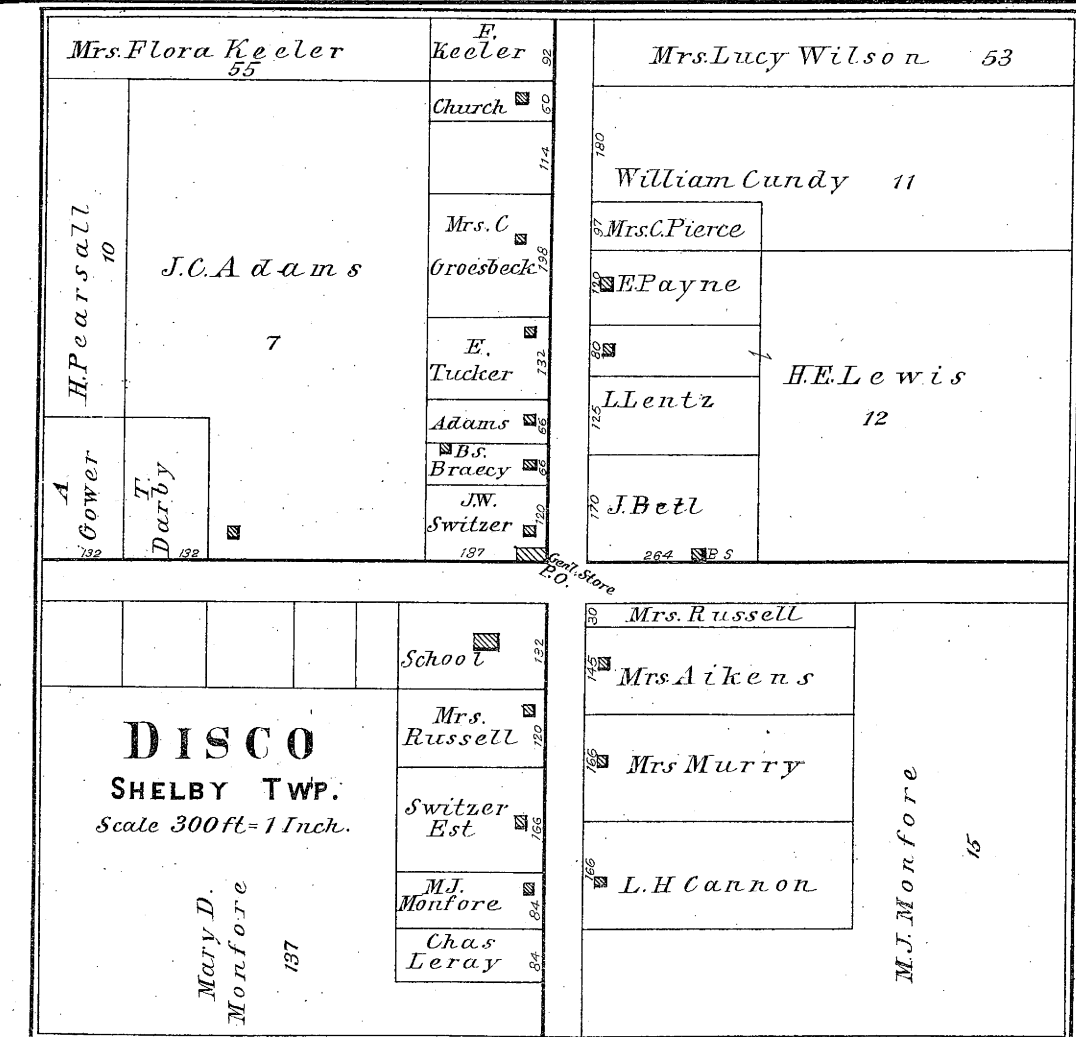 Mrs. Flora Keeler
55
F.
Keeler
92
Church
60
114
Mrs. C
Groesbeck
198
E.
Tucker
132
Adams
66
B.S.
Braecy
66
J.W.
Switzer
120
187
Gen'l. Store
P.O.
H. Pearsall
10
J.C. Adams
7
A
Gower
132
T.
Darby
132
Mrs. Lucy Wilson 53
180
William Cundy 11
97
Mrs. C. Pierce
120
E. Payne
80
125
L. Lentz
170
J. Betl
264
B S
H.E. Lewis
12
School
132
Mrs.
Russell
120
Switzer
Est
166
M.J.
Monfore
84
Chas
Leray
84
DISCO
SHELBY TWP.
Scale 300 ft = 1 Inch.
Mary D.
Monfore
137
30
Mrs. Russell
145
Mrs Aikens
166
Mrs Murry
166
L. H Cannon
M.J. Monfore
15